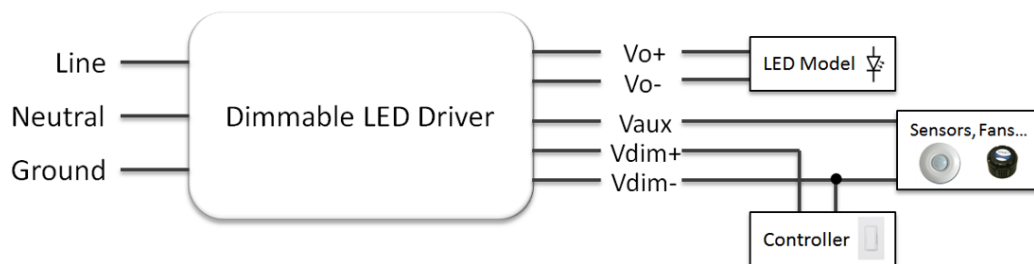 Line
Neutral
Ground
Dimmable LED Driver
Vo+
Vo-
Vaux
Vdim+
Vdim-
LED Model
Sensors, Fans...
Controller